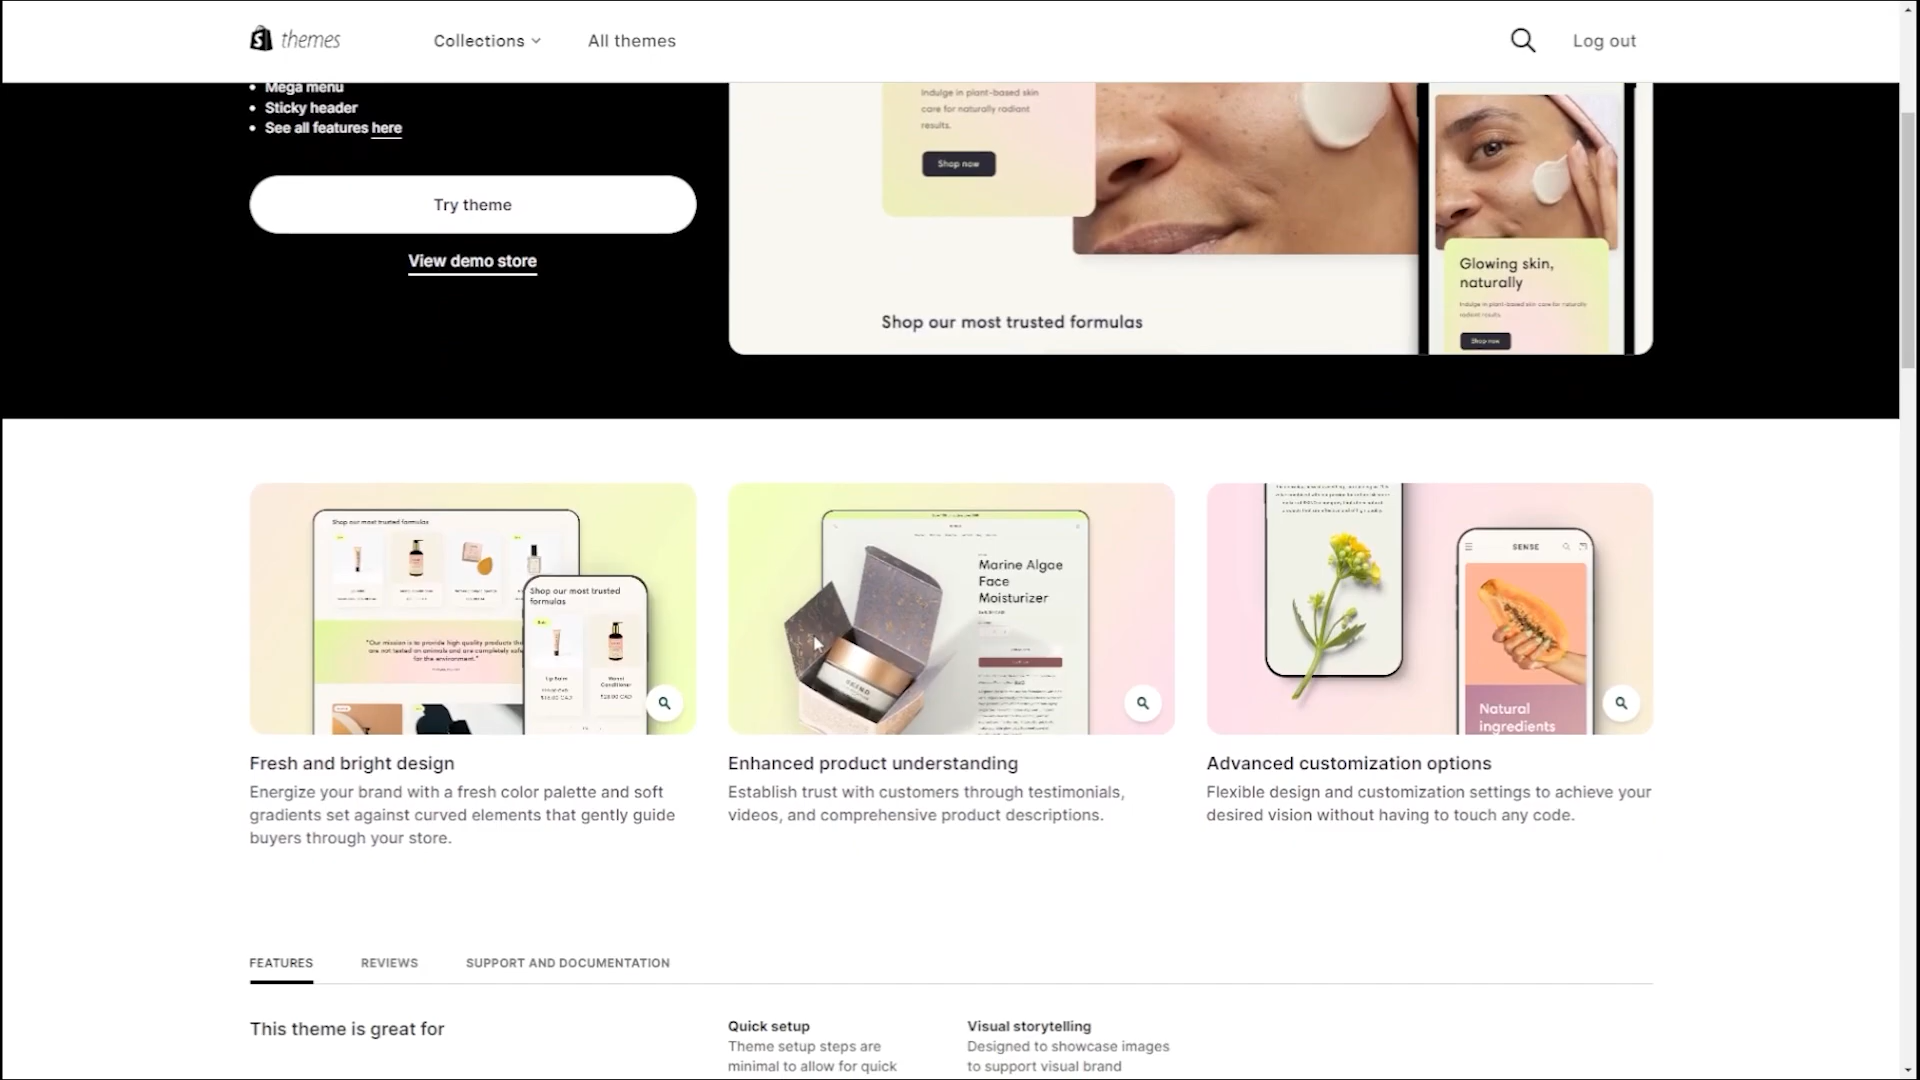 themes
Collections
All themes
Log out
Mega menu
Sticky header
See all features here
Try theme
View demo store
Indulge in plant-based skin
care for naturally radiant
results.
Shop now
Shop our most trusted formulas
Glowing skin,
naturally
Indulge in plant-based skin care for naturally
radiant results.
Shop now
Shop our most trusted formulas
"Our mission is to provide high quality products that
are not tested on animals and are completely safe
for the environment."
Shop our most trusted
formulas
Lip Balm
Marine Algae
Face
Moisturizer
SENSE
Natural
ingredients
Fresh and bright design
Energize your brand with a fresh color palette and soft
gradients set against curved elements that gently guide
buyers through your store.
Enhanced product understanding
Establish trust with customers through testimonials,
videos, and comprehensive product descriptions.
Advanced customization options
Flexible design and customization settings to achieve your
desired vision without having to touch any code.
FEATURES
REVIEWS
SUPPORT AND DOCUMENTATION
This theme is great for
Quick setup
Theme setup steps are
minimal to allow for quick
Visual storytelling
Designed to showcase images
to support visual brand